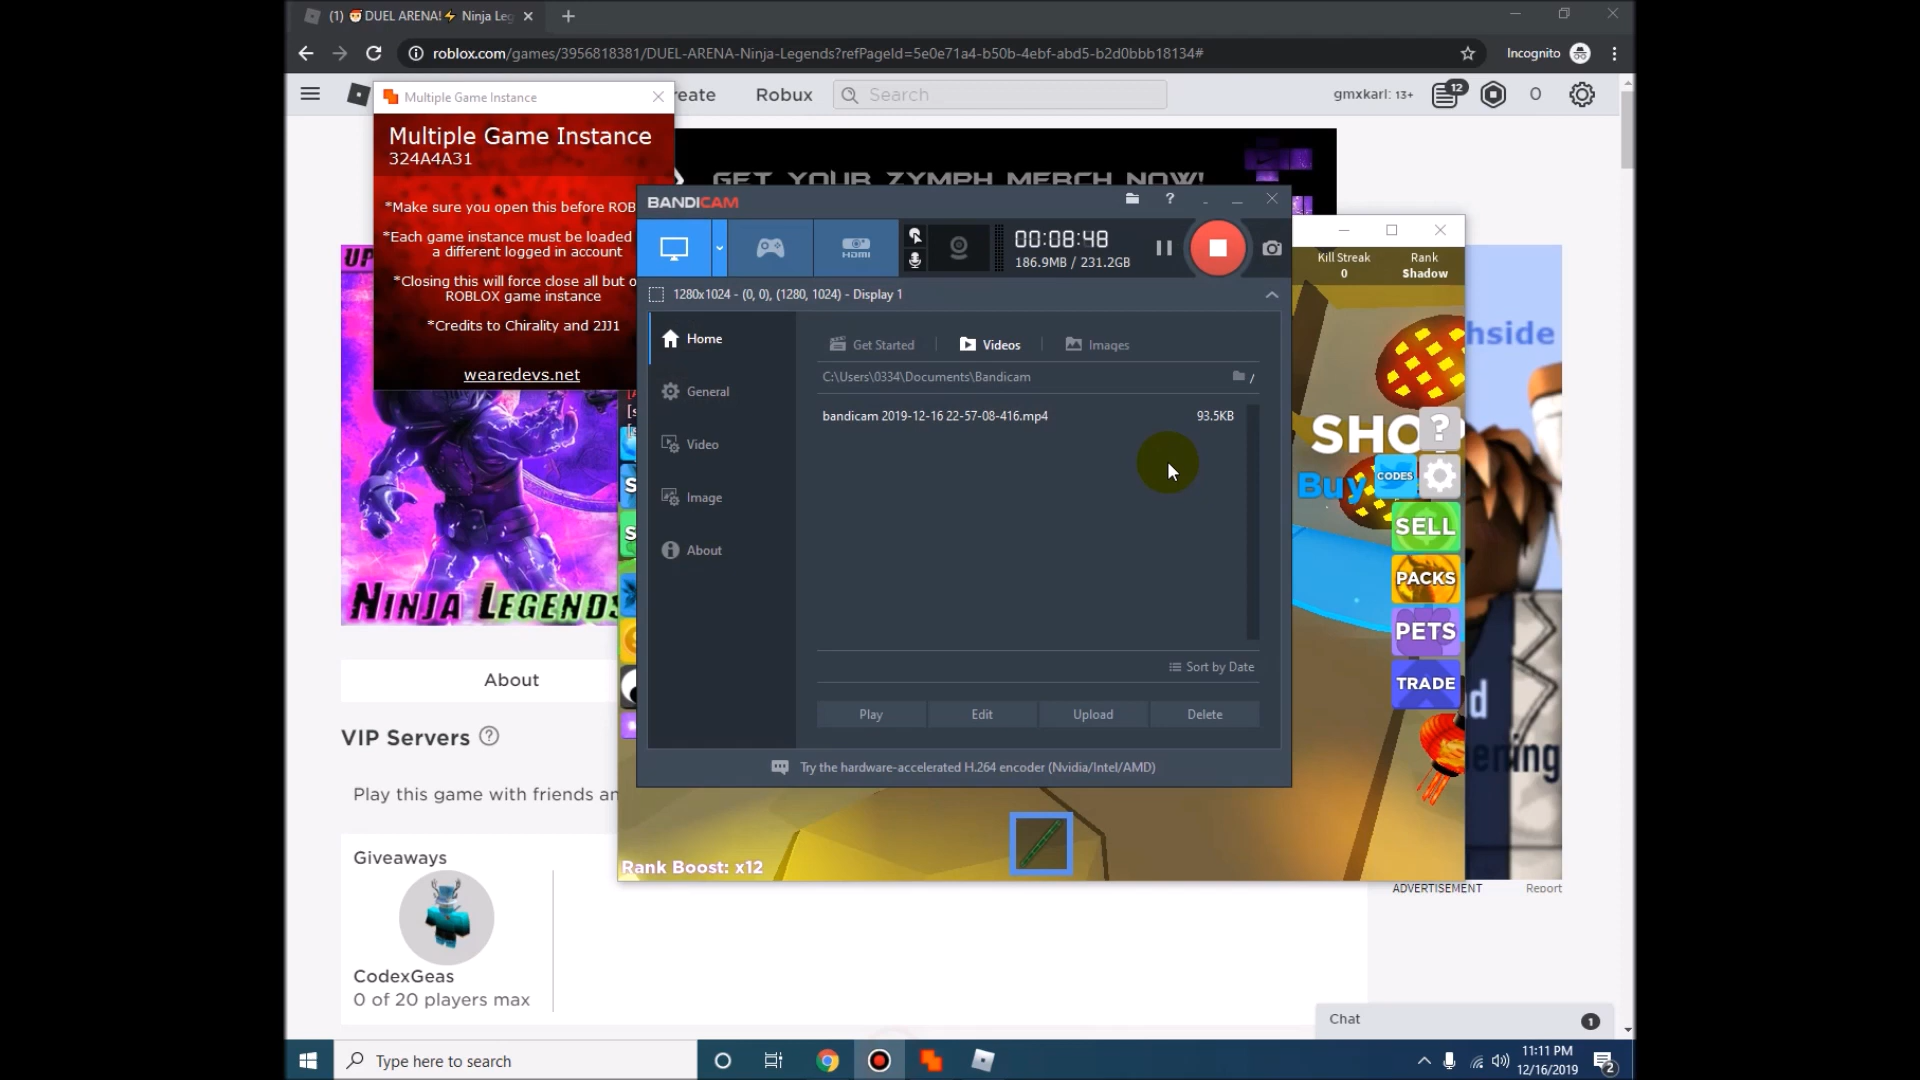 (1) 🎅DUEL ARENA!⚡ Ninja Leg
roblox.com/games/3956818381/DUEL-ARENA-Ninja-Legends?refPageId=5e0e71a4-b50b-4ebf-abd5-b2d0bbb18134#
Incognito
Multiple Game Instance
reate
Robux
Search
gmxkarl: 13+
12
0
Multiple Game Instance
324A4A31
*Make sure you open this before ROB
*Each game instance must be loaded
a different logged in account
*Closing this will force close all but o
ROBLOX game instance
*Credits to Chirality and 2JJ1
wearedevs.net
GET YOUR ZYMPH MERCH NOW!
BANDICAM
?
HDMI
00:08:48
186.9MB / 231.2GB
1280x1024 - (0, 0), (1280, 1024) - Display 1
Home
General
Video
Image
About
Get Started
Videos
Images
C:\Users\0334\Documents\Bandicam
/
bandicam 2019-12-16 22-57-08-416.mp4
93.5KB
Sort by Date
Play
Edit
Upload
Delete
Try the hardware-accelerated H.264 encoder (Nvidia/Intel/AMD)
Kill Streak
0
Rank
Shadow
hside
SHO
?
Buy
CODES
SELL
PACKS
PETS
TRADE
d
ening
UP
NINJA LEGENDS
About
VIP Servers ?
Play this game with friends an
Rank Boost: x12
Giveaways
CodexGeas
0 of 20 players max
ADVERTISEMENT
Report
Chat
1
Type here to search
11:11 PM
12/16/2019
2